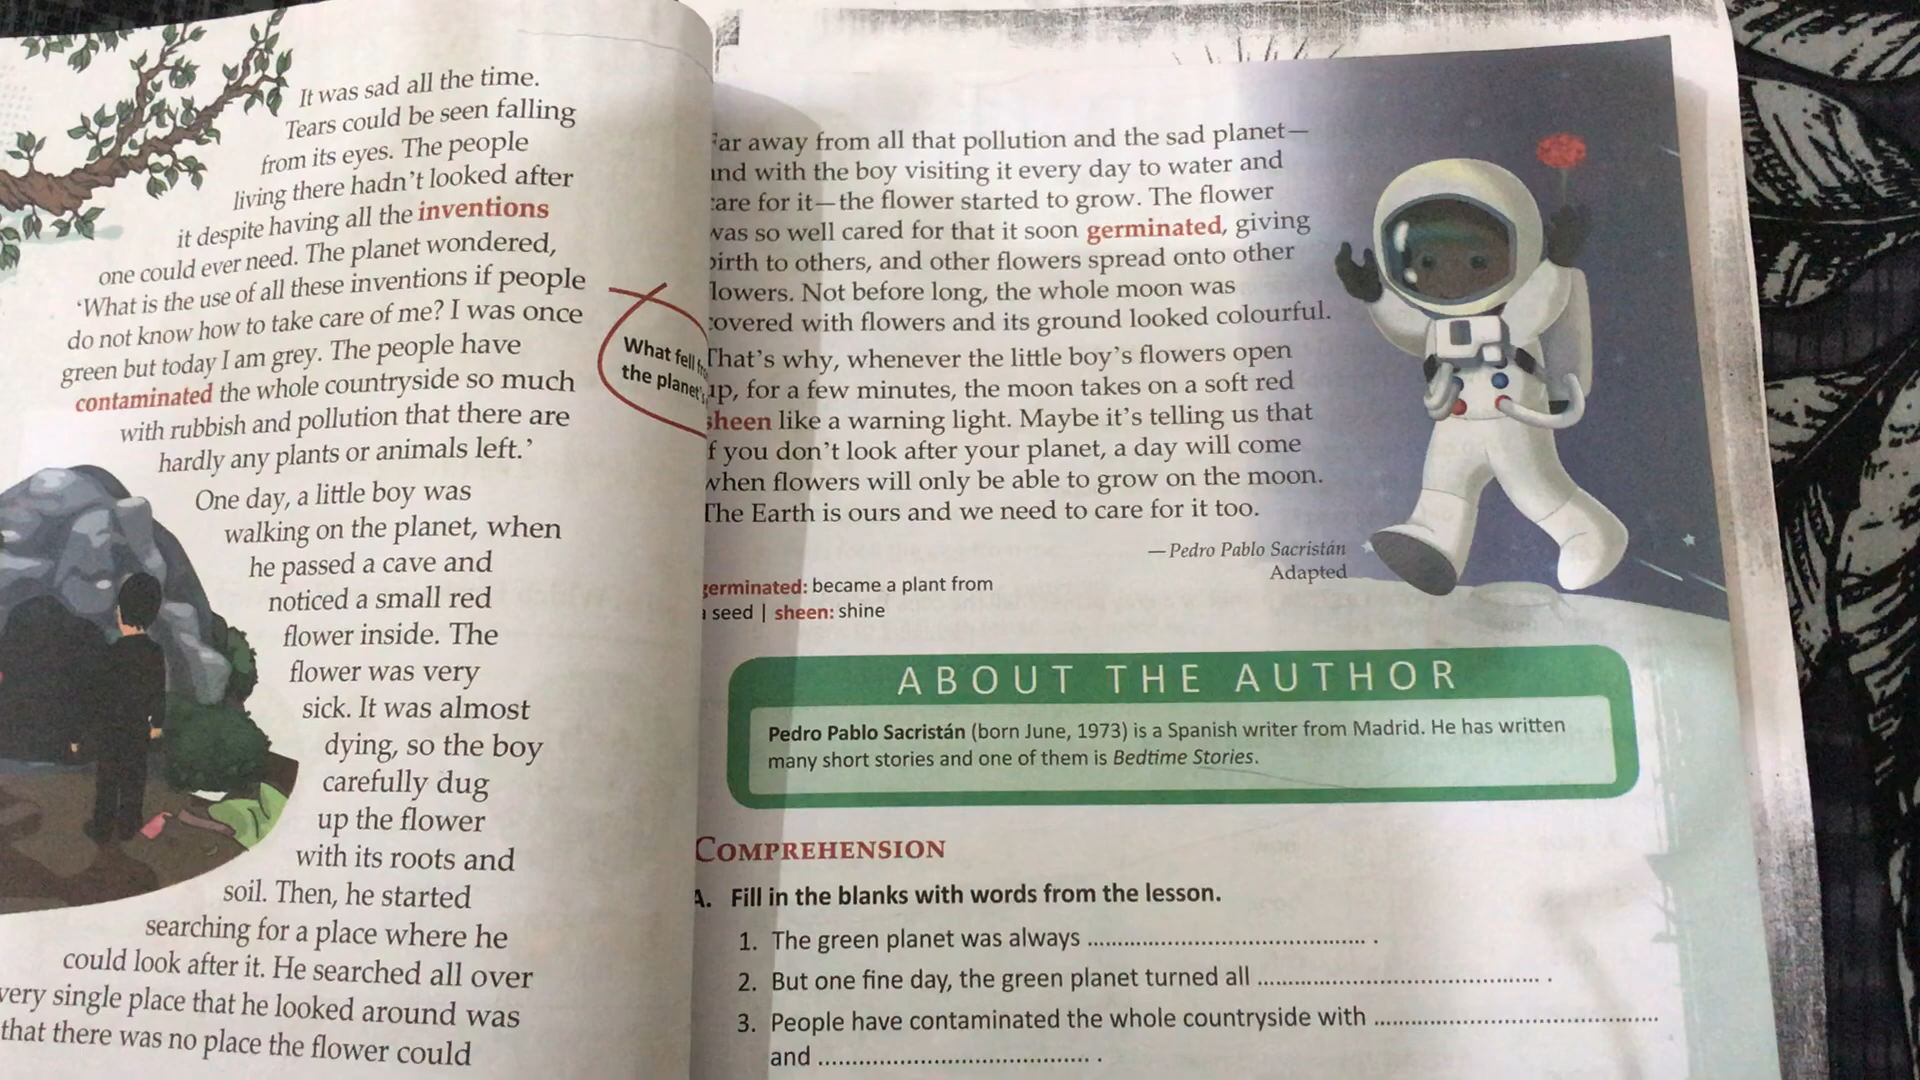 It was sad all the time.
Tears could be seen falling
from its eyes. The people
living there hadn't looked after
it despite having all the inventions
one could ever need. The planet wondered,
'What is the use of all these inventions if people
do not know how to take care of me? I was once
green but today I am grey. The people have
contaminated the whole countryside so much
with rubbish and pollution that there are
hardly any plants or animals left.'
One day, a little boy was
walking on the planet, when
he passed a cave and
noticed a small red
flower inside. The
flower was very
sick. It was almost
dying, so the boy
carefully dug
up the flower
with its roots and
soil. Then, he started
searching for a place where he
could look after it. He searched all over
very single place that he looked around was
that there was no place the flower could
What fell
the planet's
ar away from all that pollution and the sad planet—
and with the boy visiting it every day to water and
care for it—the flower started to grow. The flower
was so well cared for that it soon germinated, giving
birth to others, and other flowers spread onto other
lowers. Not before long, the whole moon was
covered with flowers and its ground looked colourful.
That's why, whenever the little boy's flowers open
up, for a few minutes, the moon takes on a soft red
sheen like a warning light. Maybe it's telling us that
f you don't look after your planet, a day will come
when flowers will only be able to grow on the moon.
The Earth is ours and we need to care for it too.
—Pedro Pablo Sacristán
Adapted
germinated: became a plant from
a seed | sheen: shine
ABOUT THE AUTHOR
Pedro Pablo Sacristán (born June, 1973) is a Spanish writer from Madrid. He has written
many short stories and one of them is Bedtime Stories.
COMPREHENSION
A. Fill in the blanks with words from the lesson.
1. The green planet was always .................................................. .
2. But one fine day, the green planet turned all .................................................. .
3. People have contaminated the whole countryside with ..................................................
and .................................................. .